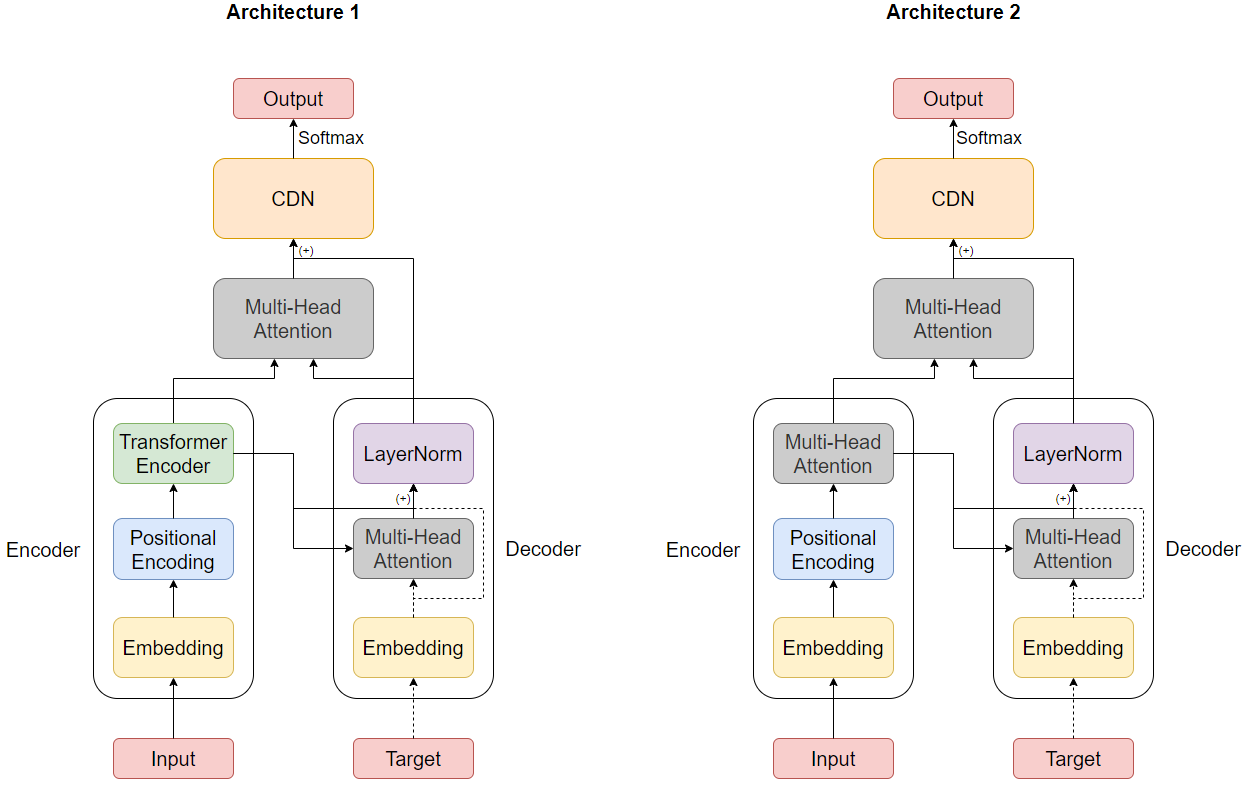 Architecture 1
Output
Softmax
CDN
(+)
Multi-Head
Attention
Transformer
Encoder
LayerNorm
(+)
Positional
Encoding
Multi-Head
Attention
Encoder
Decoder
Embedding
Embedding
Input
Target
Architecture 2
Output
Softmax
CDN
(+)
Multi-Head
Attention
Multi-Head
Attention
LayerNorm
(+)
Positional
Encoding
Multi-Head
Attention
Encoder
Decoder
Embedding
Embedding
Input
Target